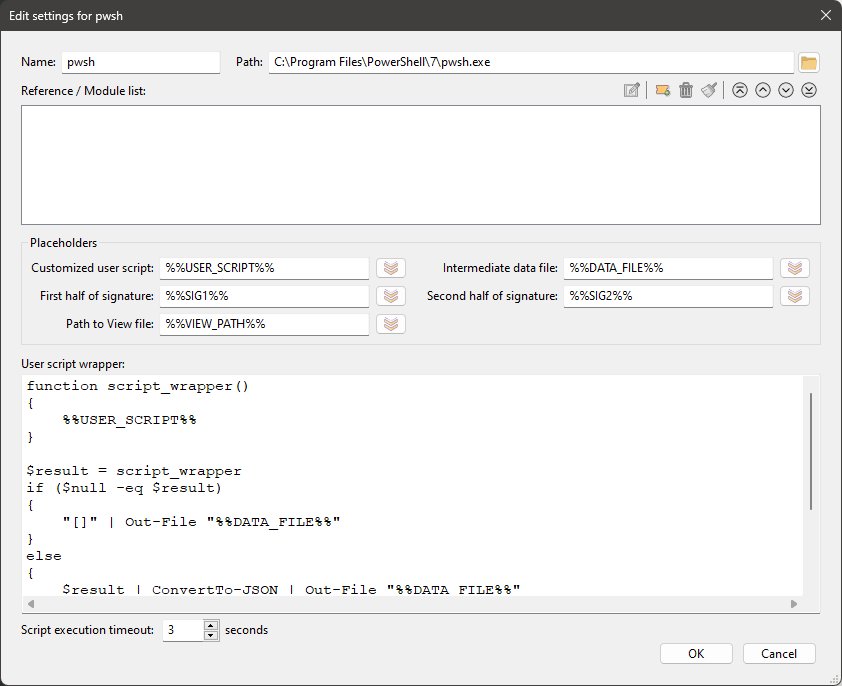 Edit settings for pwsh
Name: pwsh Path: C:\Program Files\PowerShell\7\pwsh.exe
Reference / Module list:
Placeholders
Customized user script: %%USER_SCRIPT%% Intermediate data file: %%DATA_FILE%%
First half of signature: %%SIG1%% Second half of signature: %%SIG2%%
Path to View file: %%VIEW_PATH%%
User script wrapper:
function script_wrapper()
{
    %%USER_SCRIPT%%
}
$result = script_wrapper
if ($null -eq $result)
{
    "[]" | Out-File "%%DATA_FILE%%"
}
else
{
    $result | ConvertTo-JSON | Out-File "%%DATA_FILE%%"
Script execution timeout: 3 seconds
OK Cancel